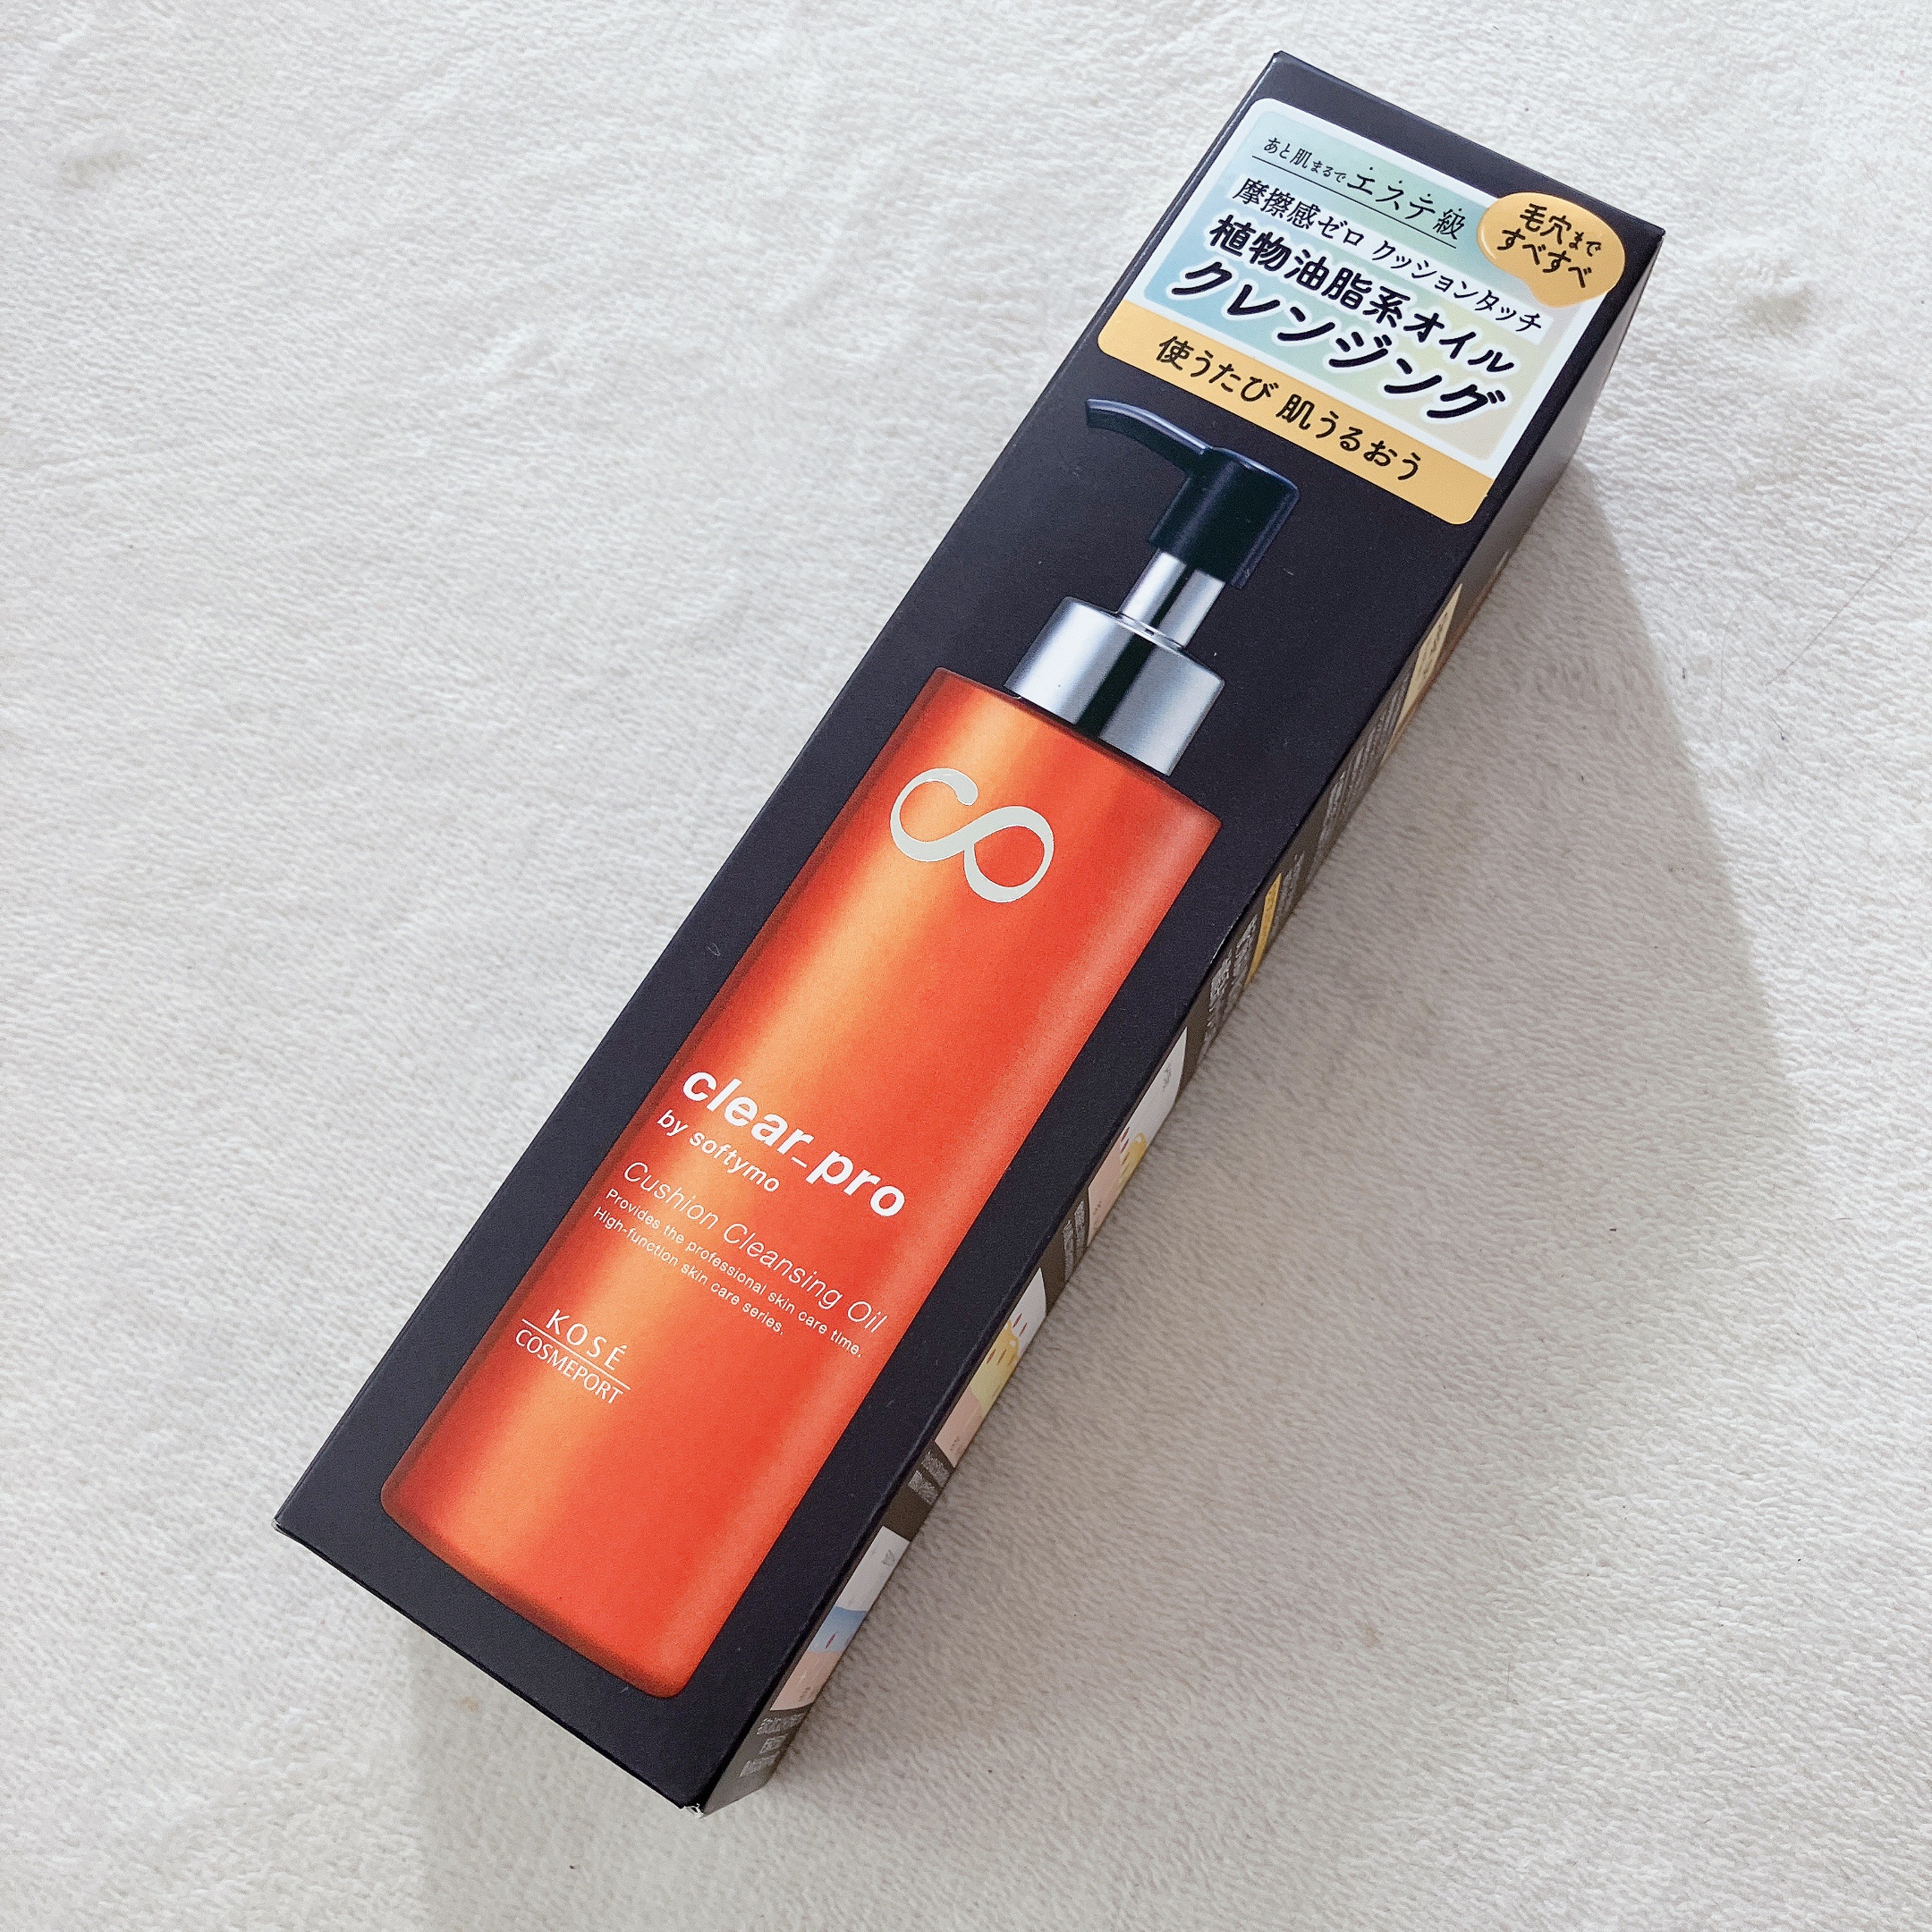 あと肌まるでエステ級
毛穴まで
すべすべ
摩擦感ゼロ クッションタッチ
植物油脂系オイル
クレンジング
使うたび 肌うるおう
clear_pro
by softymo
Cushion Cleansing Oil
Provides the professional skin care time.
High-function skin care series.
KOSÉ
COSMEPORT